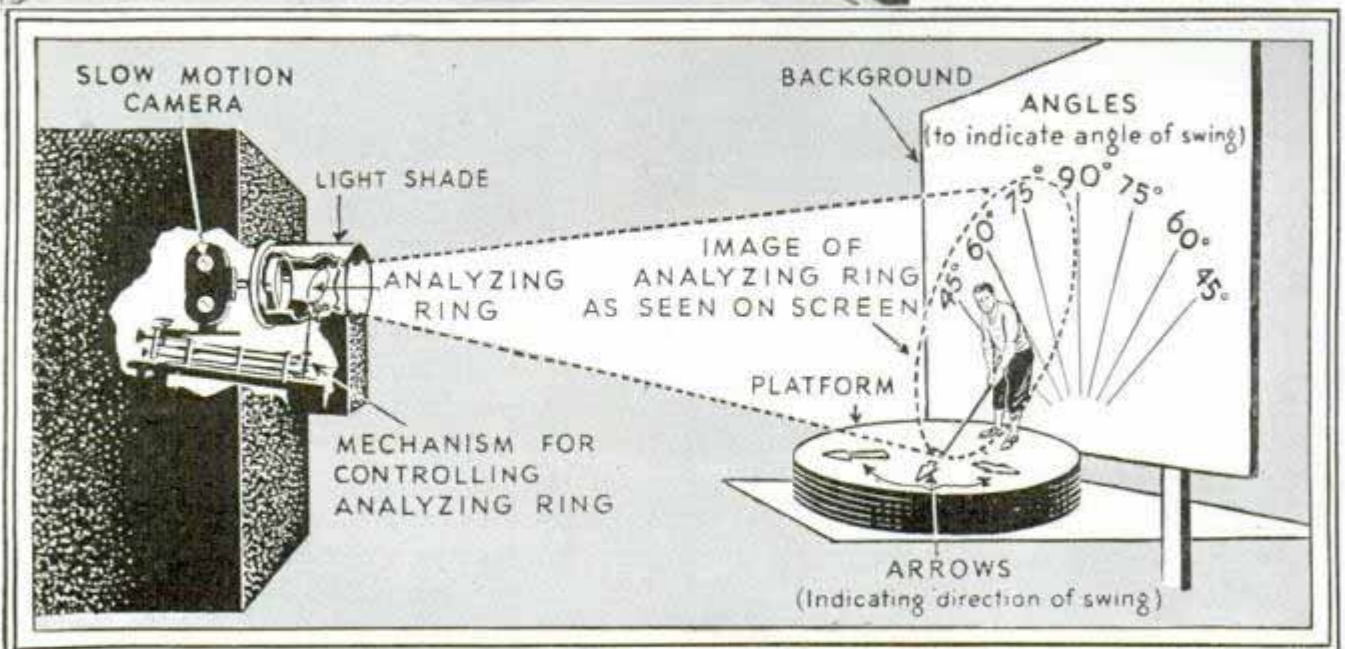 SLOW MOTION
CAMERA
LIGHT SHADE
ANALYZING
RING
MECHANISM FOR
CONTROLLING
ANALYZING RING
BACKGROUND
ANGLES
(to indicate angle of swing)
45° 60° 75° 90° 75° 60° 45°
IMAGE OF
ANALYZING RING
AS SEEN ON SCREEN
PLATFORM
ARROWS
(Indicating direction of swing)